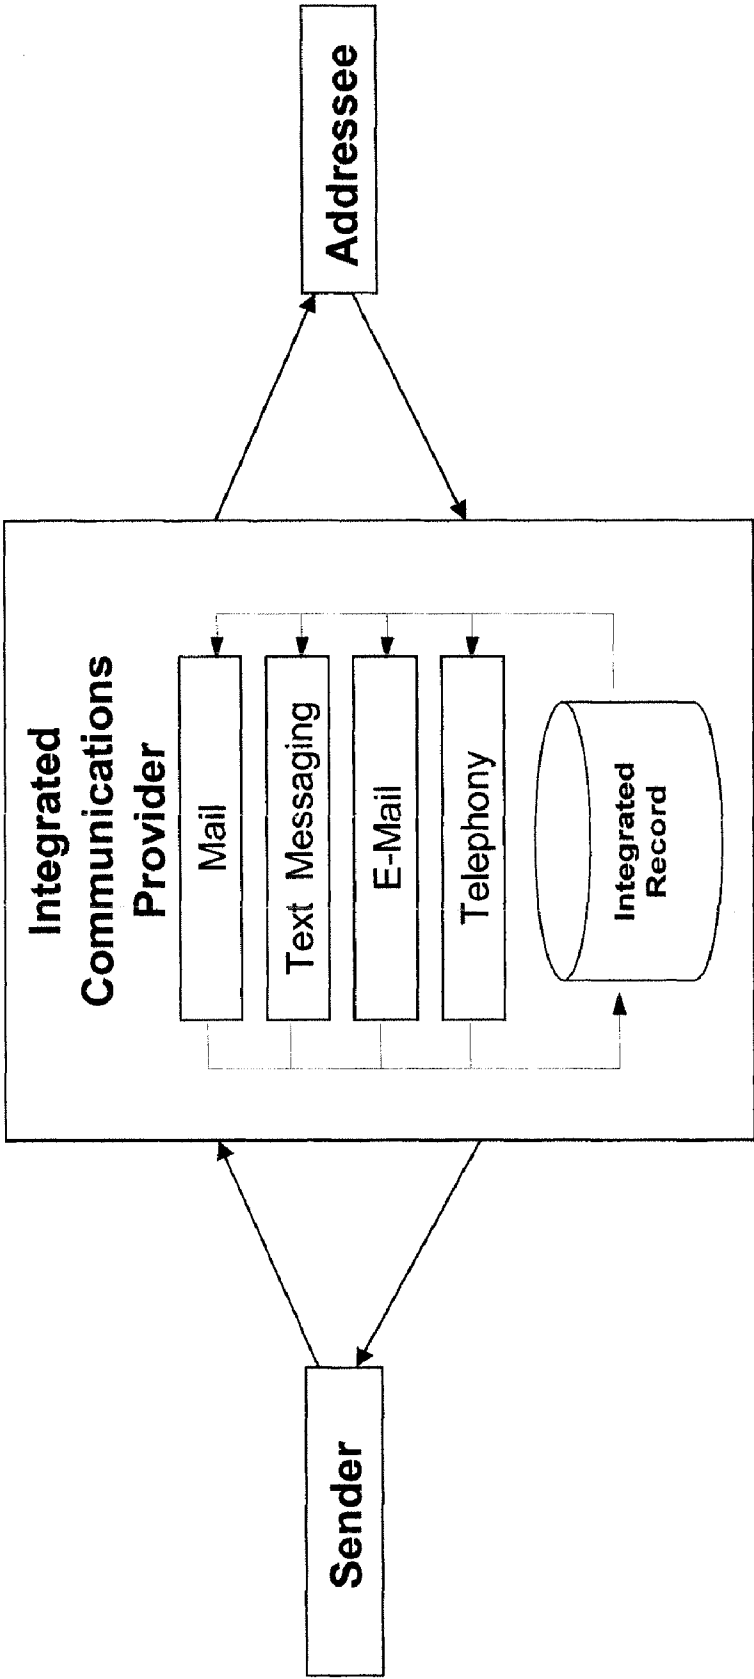 Sender
Integrated
Communications
Provider
Mail
Text Messaging
E-Mail
Telephony
Integrated
Record
Addressee